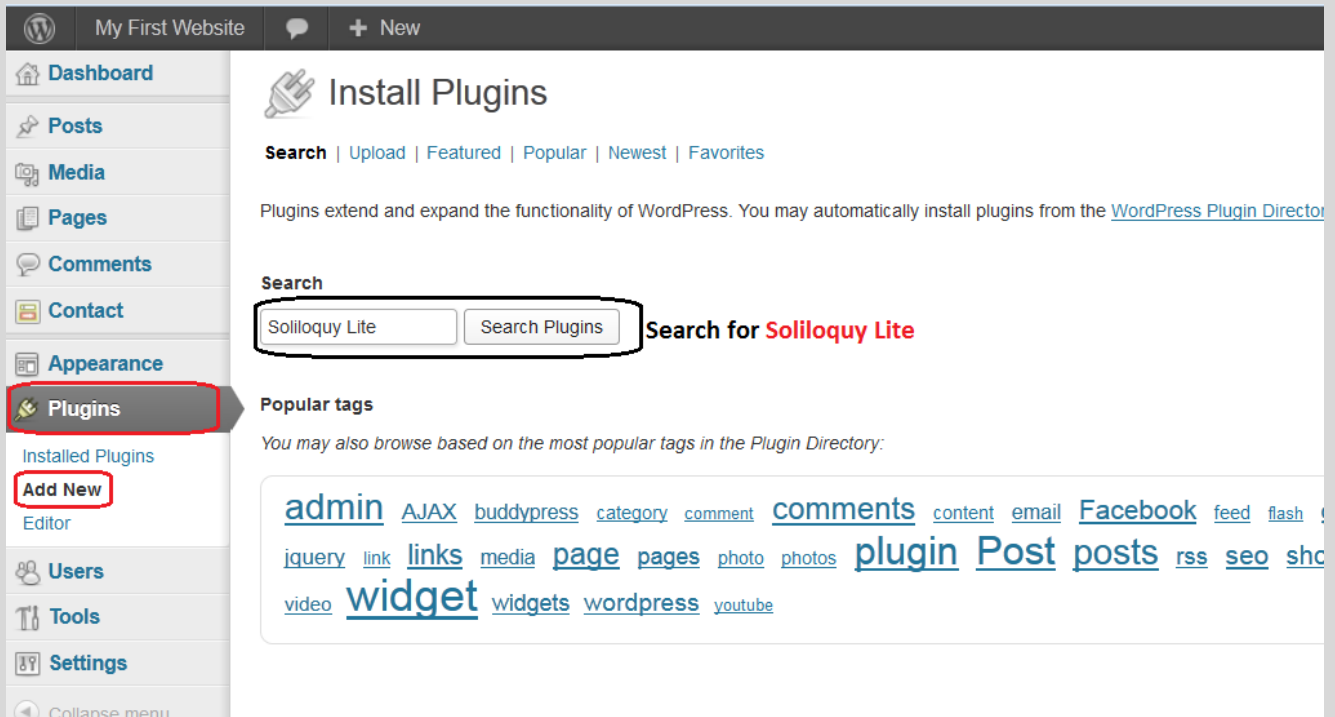 My First Website New
Dashboard
Posts
Media
Pages
Comments
Contact
Appearance
Plugins
Installed Plugins
Add New
Editor
Users
Tools
Settings
Collapse menu
Install Plugins
Search | Upload | Featured | Popular | Newest | Favorites
Plugins extend and expand the functionality of WordPress. You may automatically install plugins from the WordPress Plugin Director
Search
Soliloquy Lite Search Plugins Search for Soliloquy Lite
Popular tags
You may also browse based on the most popular tags in the Plugin Directory:
admin AJAX buddypress category comment comments content email Facebook feed flash
jquery link links media page pages photo photos plugin Post posts rss seo sho
video widget widgets wordpress youtube